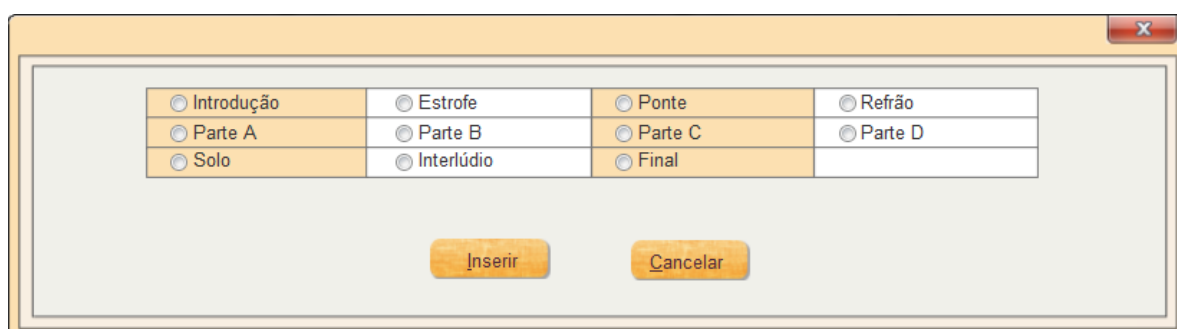 Introdução Estrofe Ponte Refrão
Parte A Parte B Parte C Parte D
Solo Interlúdio Final
Inserir Cancelar